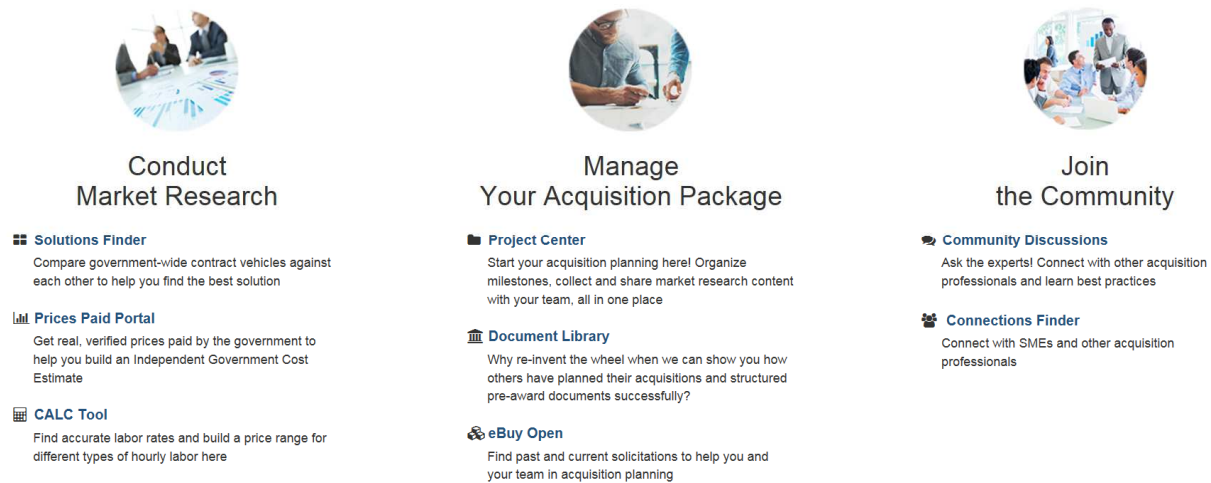 Conduct
Market Research
Solutions Finder
Compare government-wide contract vehicles against
each other to help you find the best solution
Prices Paid Portal
Get real, verified prices paid by the government to
help you build an Independent Government Cost
Estimate
CALC Tool
Find accurate labor rates and build a price range for
different types of hourly labor here
Manage
Your Acquisition Package
Project Center
Start your acquisition planning here! Organize
milestones, collect and share market research content
with your team, all in one place
Document Library
Why re-invent the wheel when we can show you how
others have planned their acquisitions and structured
pre-award documents successfully?
eBuy Open
Find past and current solicitations to help you and
your team in acquisition planning
Join
the Community
Community Discussions
Ask the experts! Connect with other acquisition
professionals and learn best practices
Connections Finder
Connect with SMEs and other acquisition
professionals